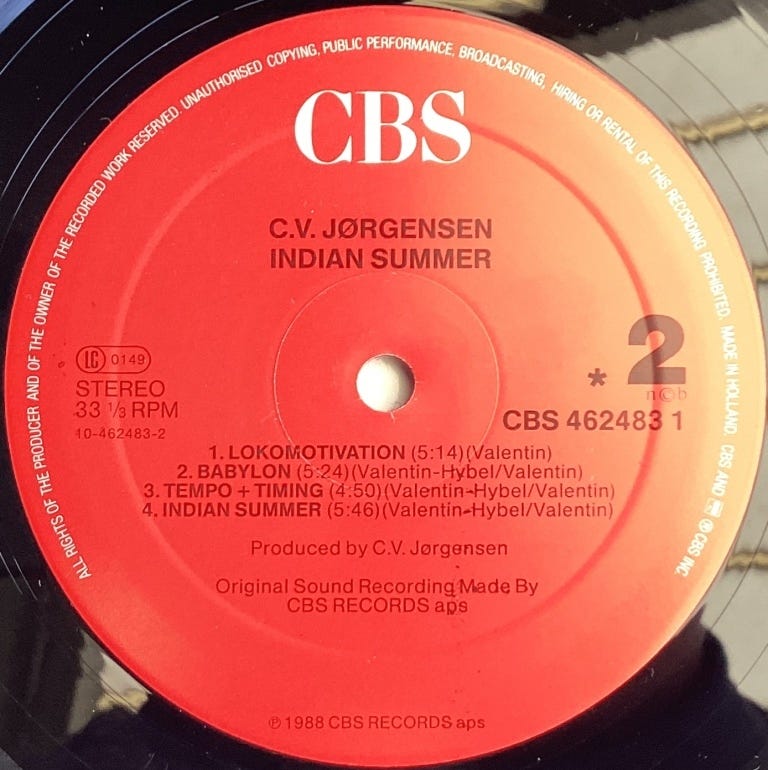 ALL RIGHTS OF THE PRODUCER AND OF THE OWNER OF THE RECORDED WORK RESERVED. UNAUTHORISED COPYING, PUBLIC PERFORMANCE, BROADCASTING, HIRING OR RENTAL OF THIS RECORDING PROHIBITED. MADE IN HOLLAND. CBS AND ℗ CBS INC.
CBS
C.V. JØRGENSEN
INDIAN SUMMER
LC 0149
STEREO
33 1/3 RPM
10-462483-2
* 2
n©b
CBS 462483 1
1. LOKOMOTIVATION (5:14)(Valentin)
2. BABYLON (5:24)(Valentin-Hybel/Valentin)
3. TEMPO + TIMING (4:50)(Valentin-Hybel/Valentin)
4. INDIAN SUMMER (5:46)(Valentin-Hybel/Valentin)
Produced by C.V. Jørgensen
Original Sound Recording Made By
CBS RECORDS aps
℗ 1988 CBS RECORDS aps